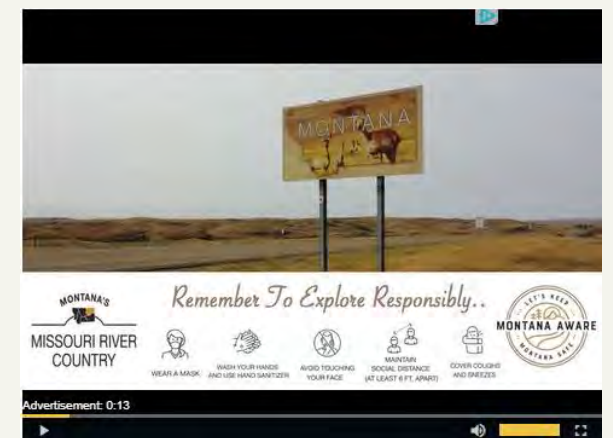 MONTANA
MONTANA'S
MISSOURI RIVER
COUNTRY
Remember To Explore Responsibly..
WEAR A MASK
WASH YOUR HANDS
AND USE HAND SANITIZER
AVOID TOUCHING
YOUR FACE
MAINTAIN
SOCIAL DISTANCE
(AT LEAST 6 FT. APART)
COVER COUGHS
AND SNEEZES
LET'S KEEP
MONTANA AWARE
MONTANA SAFE
Advertisement: 0:13